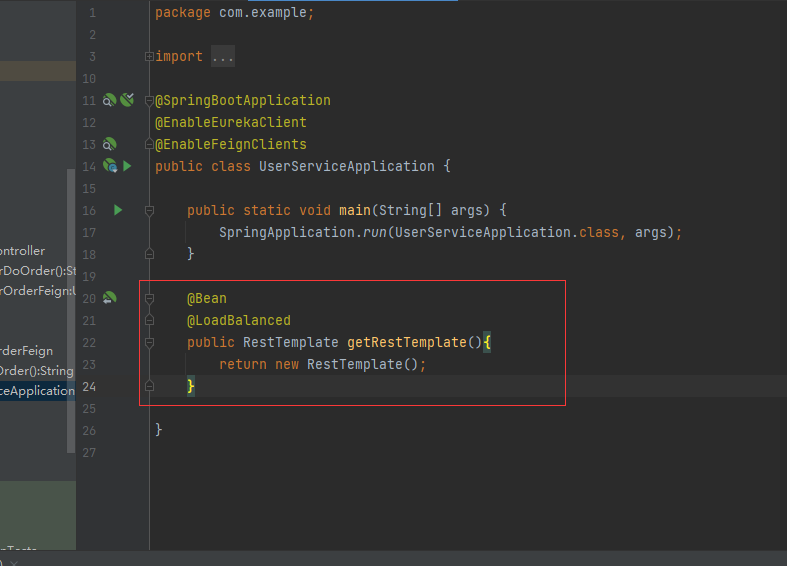 1 package com.example;
2
3 import ...
10
11 @SpringBootApplication
12 @EnableEurekaClient
13 @EnableFeignClients
14 public class UserServiceApplication {
15
16 public static void main(String[] args) {
17 SpringApplication.run(UserServiceApplication.class, args);
18 }
19
20 @Bean
21 @LoadBalanced
22 public RestTemplate getRestTemplate(){
23 return new RestTemplate();
24 }
25
26 }
27
ontroller
rDoOrder():St
rOrderFeign:U
rderFeign
Order():String
ceApplication